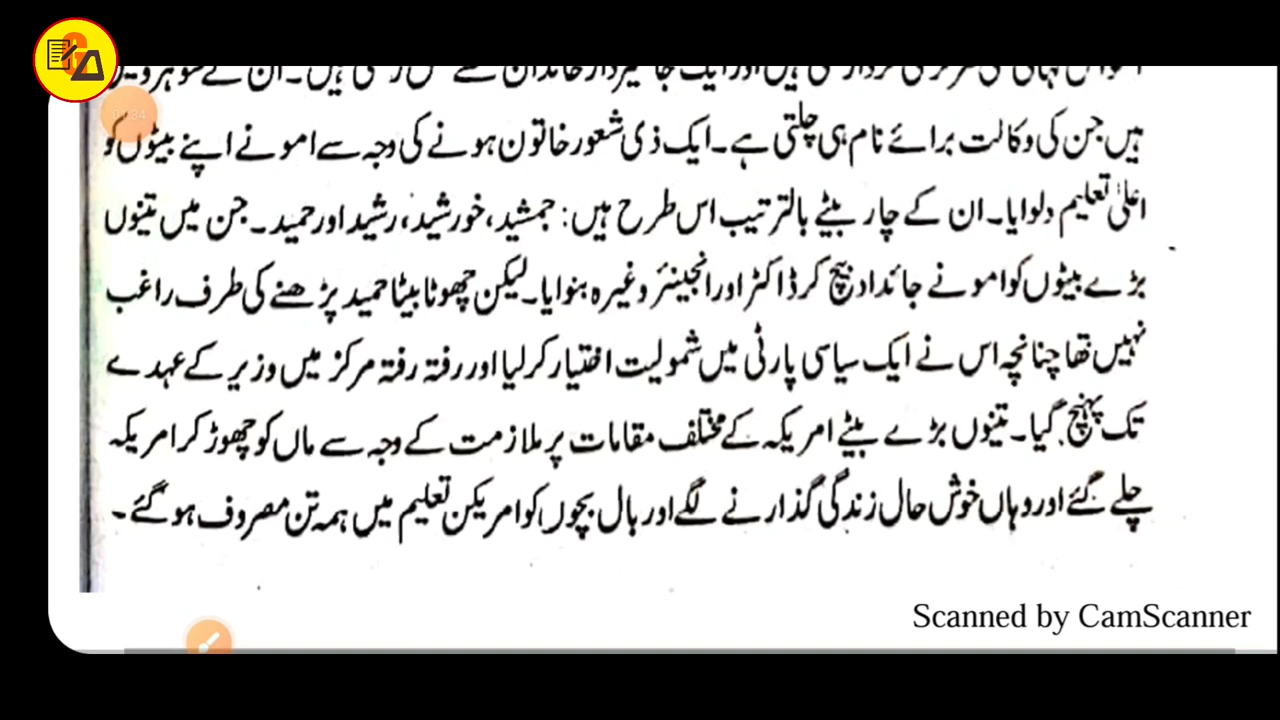 ہیں جن کی وکالت برائے نام ہی چلتی ہے۔ ایک ذی شعور خاتون ہونے کی وجہ سے امو نے اپنے بیٹوں کو
اعلیٰ تعلیم دلوایا۔ ان کے چار بیٹے بالترتیب اس طرح ہیں: جمشید، خورشید، رشید اور حمید۔ جن میں تینوں
بڑے بیٹوں کو امو نے جائداد بیچ کر ڈاکٹر اور انجینئر وغیرہ بنوایا۔ لیکن چھوٹا بیٹا حمید پڑھنے کی طرف راغب
نہیں تھا چنانچہ اس نے ایک سیاسی پارٹی میں شمولیت اختیار کر لیا اور رفتہ رفتہ مرکز میں وزیر کے عہدے
تک پہنچ گیا۔ تینوں بڑے بیٹے امریکہ کے مختلف مقامات پر ملازمت کے وجہ سے ماں کو چھوڑ کر امریکہ
چلے گئے اور وہاں خوش حال زندگی گذارنے لگے اور بال بچوں کو امریکن تعلیم میں ہمہ تن مصروف ہو گئے۔
Scanned by CamScanner